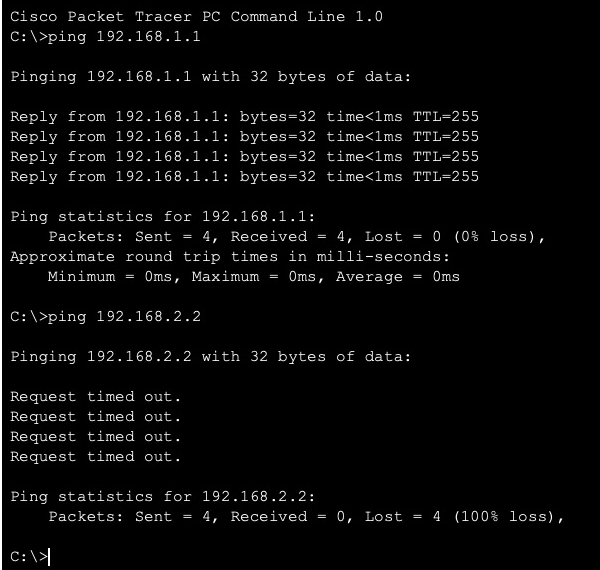 Cisco Packet Tracer PC Command Line 1.0
C:\>ping 192.168.1.1
Pinging 192.168.1.1 with 32 bytes of data:
Reply from 192.168.1.1: bytes=32 time<1ms TTL=255
Reply from 192.168.1.1: bytes=32 time<1ms TTL=255
Reply from 192.168.1.1: bytes=32 time<1ms TTL=255
Reply from 192.168.1.1: bytes=32 time<1ms TTL=255
Ping statistics for 192.168.1.1:
    Packets: Sent = 4, Received = 4, Lost = 0 (0% loss),
Approximate round trip times in milli-seconds:
    Minimum = 0ms, Maximum = 0ms, Average = 0ms
C:\>ping 192.168.2.2
Pinging 192.168.2.2 with 32 bytes of data:
Request timed out.
Request timed out.
Request timed out.
Request timed out.
Ping statistics for 192.168.2.2:
    Packets: Sent = 4, Received = 0, Lost = 4 (100% loss),
C:\>